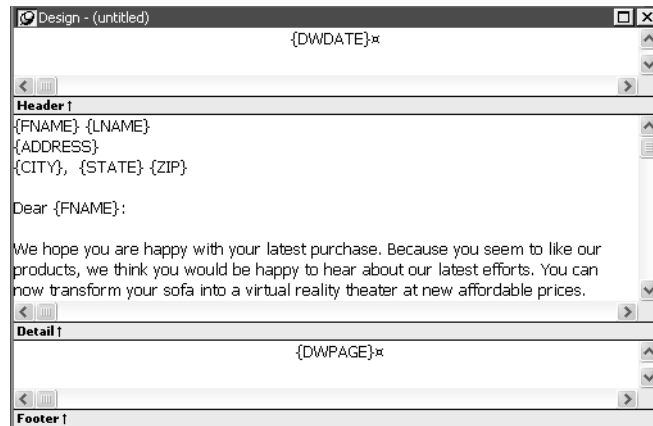 Design - (untitled)
{DWDATE}¤
Header ↑
{FNAME} {LNAME}
{ADDRESS}
{CITY}, {STATE} {ZIP}
Dear {FNAME}:
We hope you are happy with your latest purchase. Because you seem to like our
products, we think you would be happy to hear about our latest efforts. You can
now transform your sofa into a virtual reality theater at new affordable prices.
Detail ↑
{DWPAGE}¤
Footer ↑